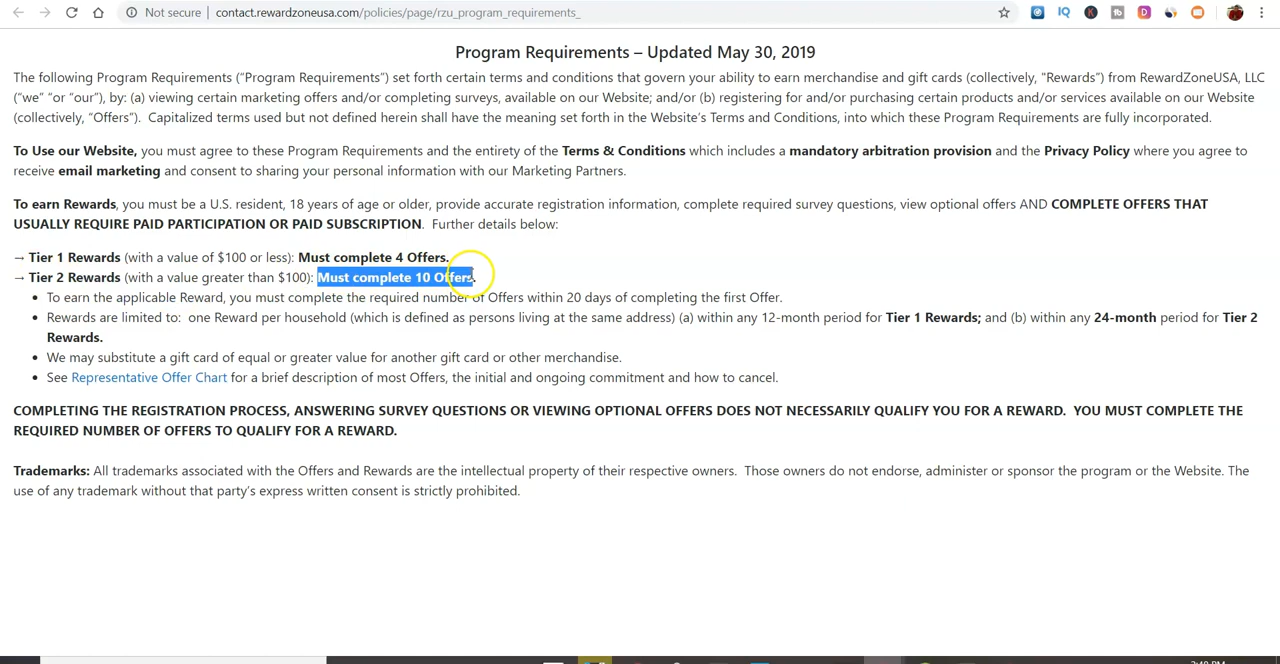 Not secure | contact.rewardzoneusa.com/policies/page/rzu_program_requirements_
Program Requirements – Updated May 30, 2019
The following Program Requirements (“Program Requirements”) set forth certain terms and conditions that govern your ability to earn merchandise and gift cards (collectively, "Rewards”) from RewardZoneUSA, LLC
(“we” “or “our”), by: (a) viewing certain marketing offers and/or completing surveys, available on our Website; and/or (b) registering for and/or purchasing certain products and/or services available on our Website
(collectively, “Offers”). Capitalized terms used but not defined herein shall have the meaning set forth in the Website’s Terms and Conditions, into which these Program Requirements are fully incorporated.
To Use our Website, you must agree to these Program Requirements and the entirety of the Terms & Conditions which includes a mandatory arbitration provision and the Privacy Policy where you agree to
receive email marketing and consent to sharing your personal information with our Marketing Partners.
To earn Rewards, you must be a U.S. resident, 18 years of age or older, provide accurate registration information, complete required survey questions, view optional offers AND COMPLETE OFFERS THAT
USUALLY REQUIRE PAID PARTICIPATION OR PAID SUBSCRIPTION. Further details below:
→ Tier 1 Rewards (with a value of $100 or less): Must complete 4 Offers.
→ Tier 2 Rewards (with a value greater than $100): Must complete 10 Offers.
• To earn the applicable Reward, you must complete the required number of Offers within 20 days of completing the first Offer.
• Rewards are limited to: one Reward per household (which is defined as persons living at the same address) (a) within any 12-month period for Tier 1 Rewards; and (b) within any 24-month period for Tier 2
Rewards.
• We may substitute a gift card of equal or greater value for another gift card or other merchandise.
• See Representative Offer Chart for a brief description of most Offers, the initial and ongoing commitment and how to cancel.
COMPLETING THE REGISTRATION PROCESS, ANSWERING SURVEY QUESTIONS OR VIEWING OPTIONAL OFFERS DOES NOT NECESSARILY QUALIFY YOU FOR A REWARD. YOU MUST COMPLETE THE
REQUIRED NUMBER OF OFFERS TO QUALIFY FOR A REWARD.
Trademarks: All trademarks associated with the Offers and Rewards are the intellectual property of their respective owners. Those owners do not endorse, administer or sponsor the program or the Website. The
use of any trademark without that party’s express written consent is strictly prohibited.